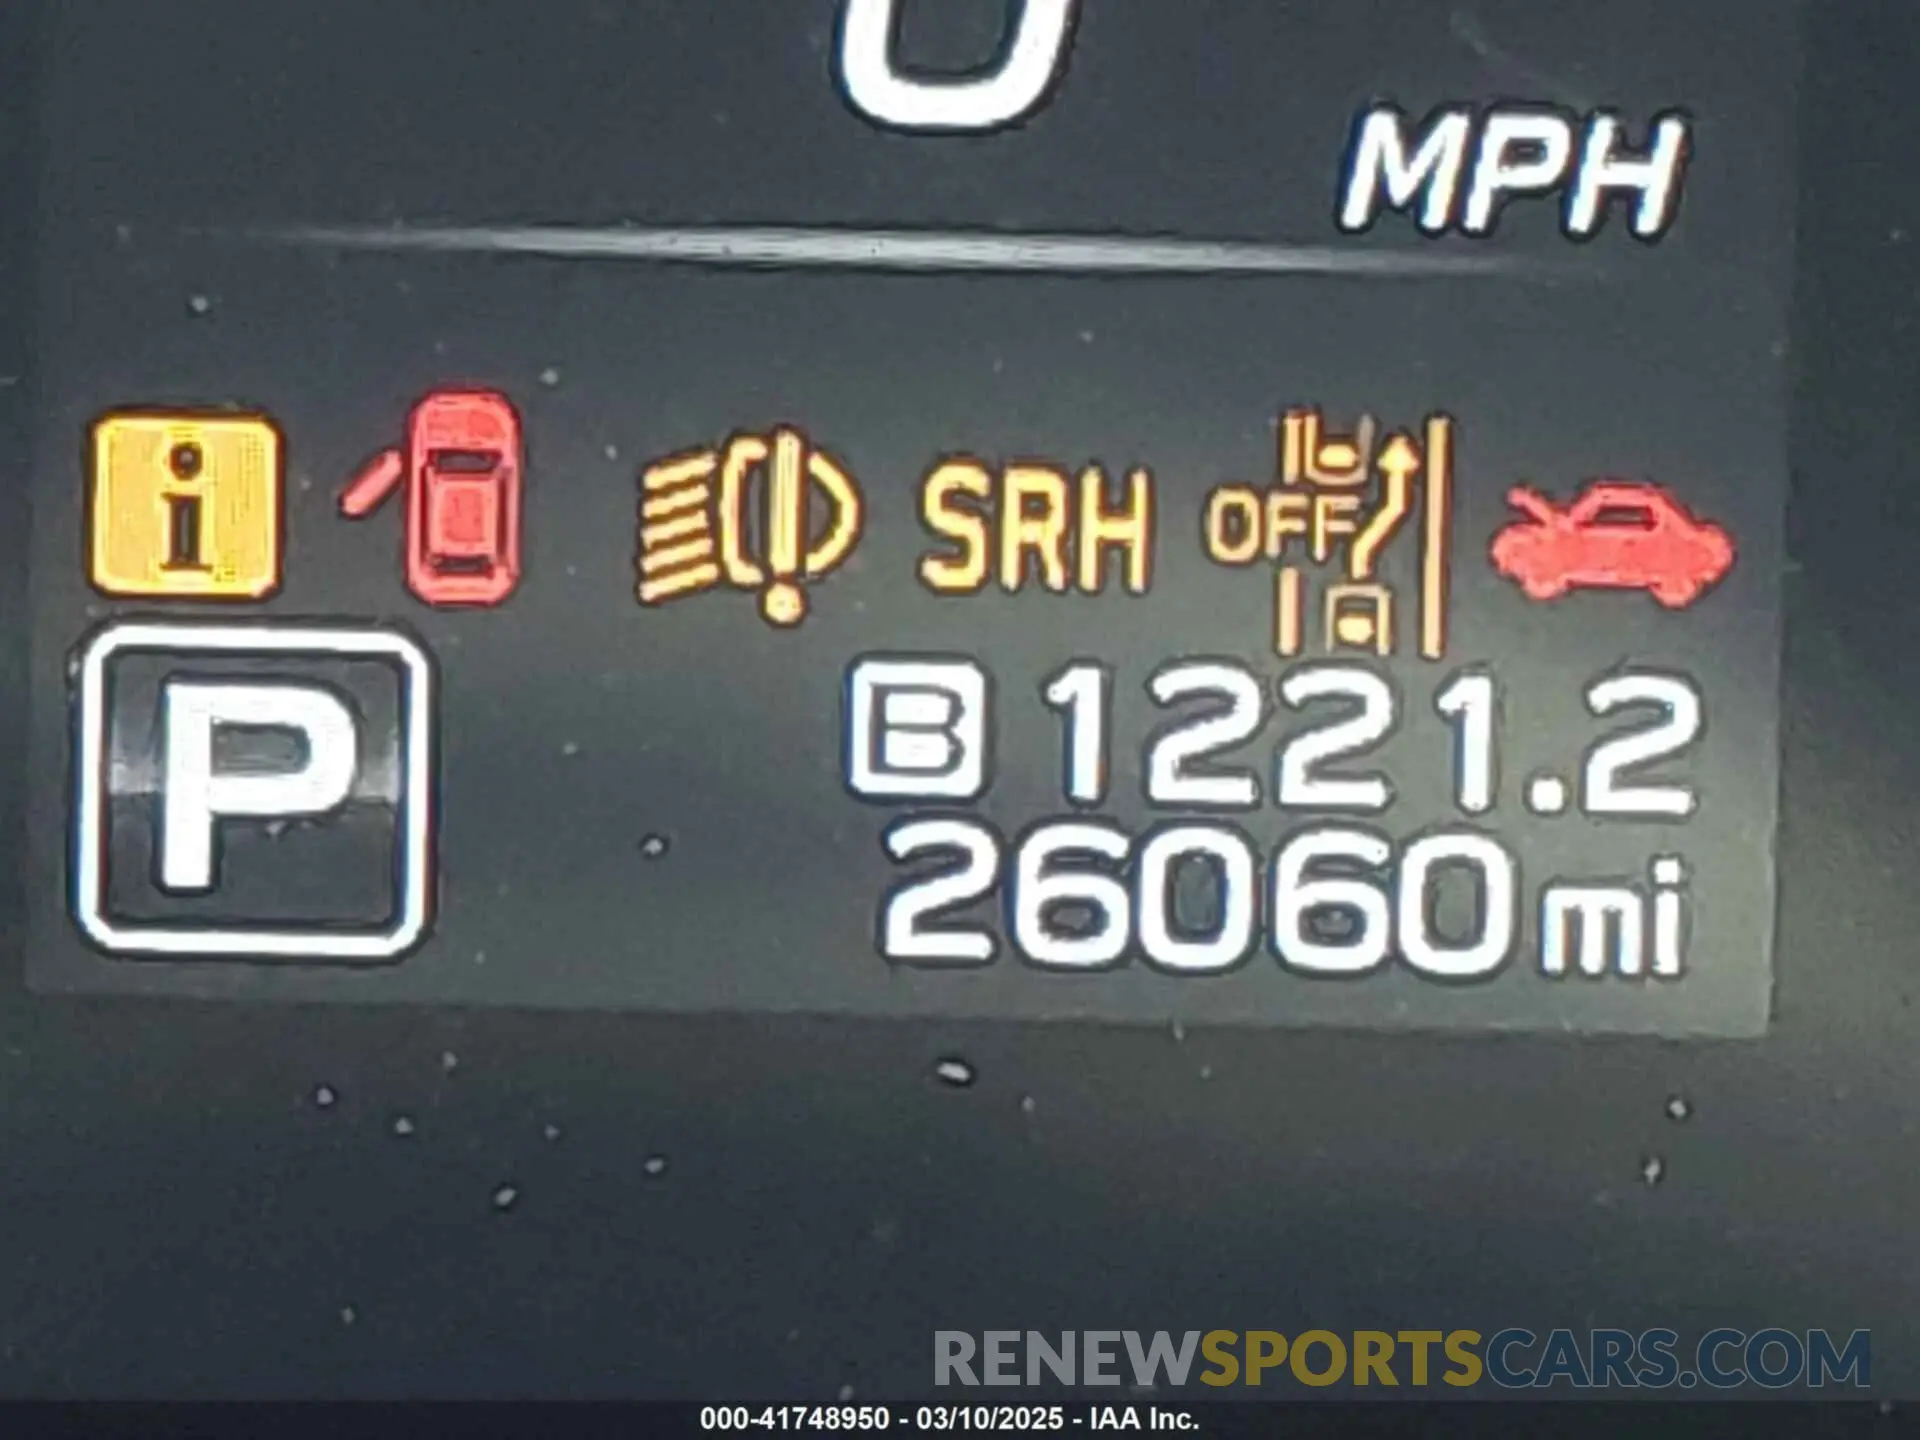 0
MPH
i
SRH
OFF
P
B 1221.2
26060 mi
RENEWSPORTSCARS.COM
000-41748950 - 03/10/2025 - IAA Inc.